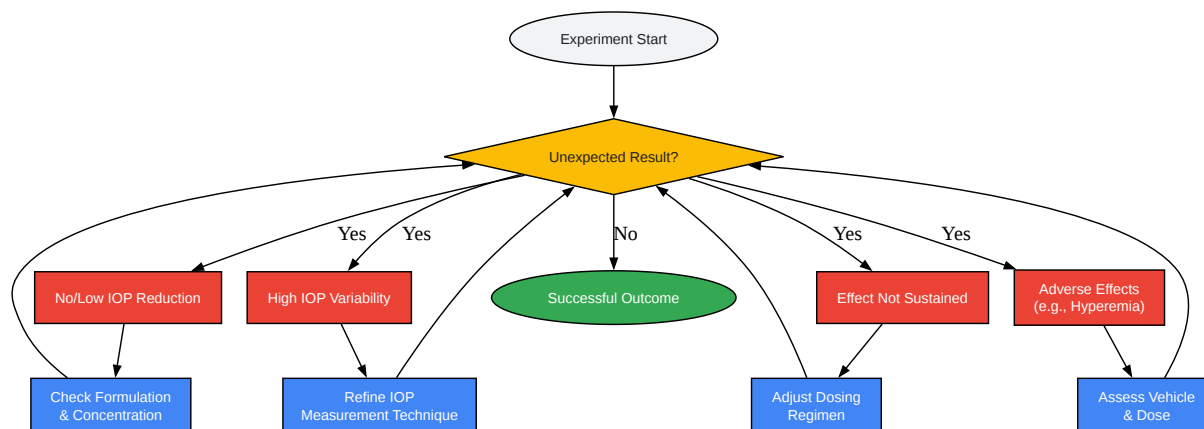 Experiment Start
Unexpected Result?
Yes
Yes
No
Yes
Yes
No/Low IOP Reduction
High IOP Variability
Successful Outcome
Effect Not Sustained
Adverse Effects
(e.g., Hyperemia)
Check Formulation
& Concentration
Refine IOP
Measurement Technique
Adjust Dosing
Regimen
Assess Vehicle
& Dose